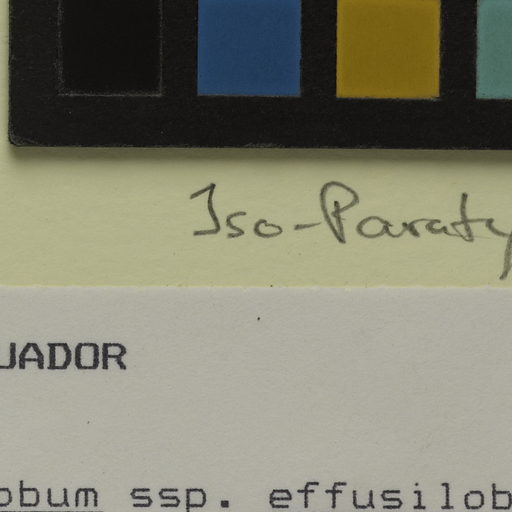 Iso-Paraty
UADOR
obum ssp. effusilob